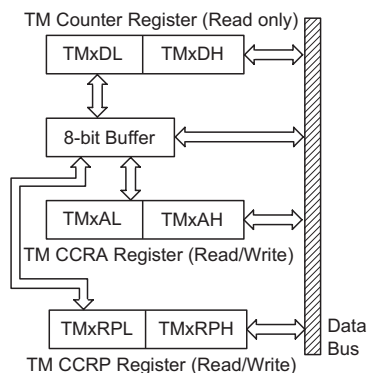 TM Counter Register (Read only)
TMxDL TMxDH
8-bit Buffer
TMxAL TMxAH
TM CCRA Register (Read/Write)
TMxRPL TMxRPH
Data
Bus
TM CCRP Register (Read/Write)